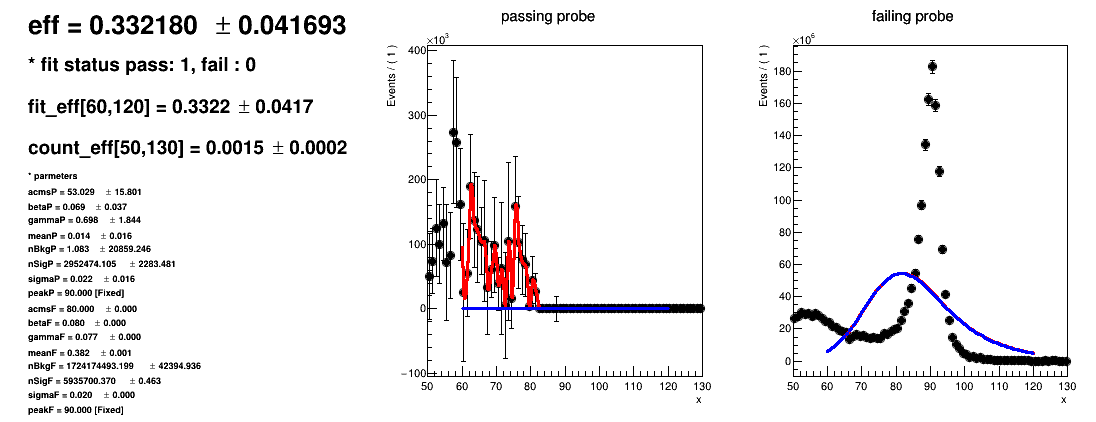 eff = 0.332180 ± 0.041693
* fit status pass: 1, fail : 0
fit_eff[60,120] = 0.3322 ± 0.0417
count_eff[50,130] = 0.0015 ± 0.0002
* parmeters
acmsP = 53.029 ± 15.801
betaP = 0.069 ± 0.037
gammaP = 0.698 ± 1.844
meanP = 0.014 ± 0.016
nBkgP = 1.083 ± 20859.246
nSigP = 2952474.105 ± 2283.481
sigmaP = 0.022 ± 0.016
peakP = 90.000 [Fixed]
acmsF = 80.000 ± 0.000
betaF = 0.080 ± 0.000
gammaF = 0.077 ± 0.000
meanF = 0.382 ± 0.001
nBkgF = 1724174493.199 ± 42394.936
nSigF = 5935700.370 ± 0.463
sigmaF = 0.020 ± 0.000
peakF = 90.000 [Fixed]
passing probe
×10³
Events / ( 1 )
400
300
200
100
0
−100
50 60 70 80 90 100 110 120 130
x
failing probe
×10⁶
Events / ( 1 )
180
160
140
120
100
80
60
40
20
0
50 60 70 80 90 100 110 120 130
x